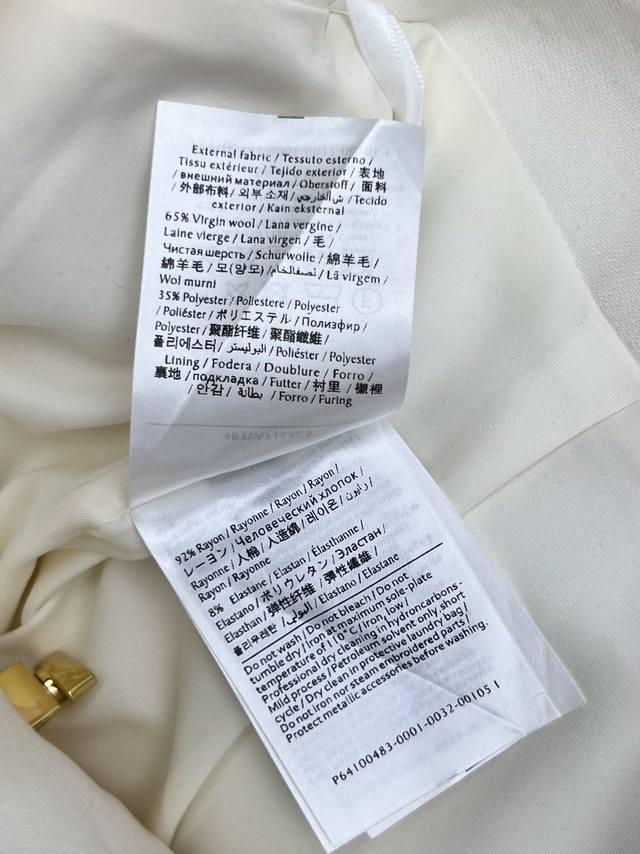 External fabric / Tessuto esterno /
Tissu extérieur / Tejido exterior / 表地
/ внешний материал / Oberstoff / 面料
/ 外部布料 / 외부 소재 / ش الخارجي / Tecido
exterior / Kain eksternal
65% Virgin wool / Lana vergine /
Laine vierge / Lana virgen / 毛 /
Чистая шерсть / Schurwolle / 綿羊毛 /
綿羊毛 / 모(양모) / / Lã virgem /
Wol murni
35% Polyester / Poliestere / Polyester
/ Poliéster / ポリエステル / Полиэфир /
Polyester / 聚酯纤维 / 聚酯纖維 /
폴리에스터 / البوليستر / Poliéster / Polyester
Lining / Fodera / Doublure / Forro /
裏地 / подкладка / Futter / 衬里 / 襯裡
/ 안감 / بطانة / Forro / Furing
92% Rayon / Rayonne / Rayon / Rayon /
レーヨン / Человеческий хлопок /
Rayonne / 人棉 / 人造綿 / 레이온 / رايون /
Rayon / Rayonne
8% Elastane / Elastan / Élasthanne /
Elastano / ポリウレタン / Эластан /
Elasthan / 弹性纤维 / 彈性纖維 /
폴리우레탄 / / Elastano / Elastane
Do not wash / Do not bleach / Do not
tumble dry / Iron at maximum sole-plate
temperature of 110°C / Iron, low /
Professional dry cleaning in hydrocarbons -
Mild process / Petroleum solvent only short
cycle / Dry clean in protective laundry bag /
Do not iron nor steam embroidered parts /
Protect metallic accessories before washing.
P64100483-0001-0032-00105 1